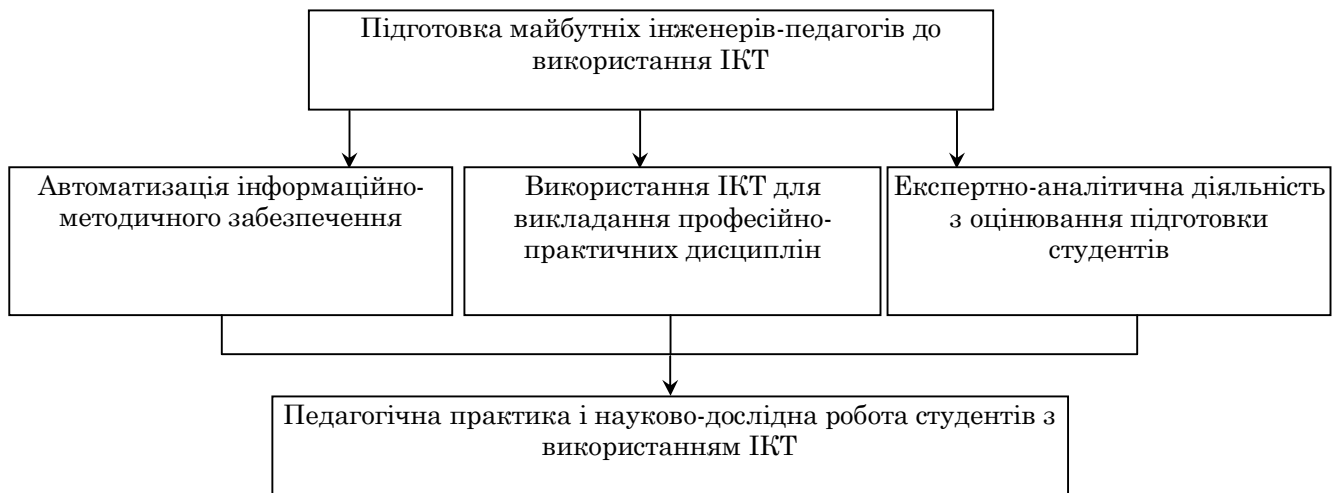 Підготовка майбутніх інженерів-педагогів до
використання ІКТ
Автоматизація інформаційно-
методичного забезпечення
Використання ІКТ для
викладання професійно-
практичних дисциплін
Експертно-аналітична діяльність
з оцінювання підготовки
студентів
Педагогічна практика і науково-дослідна робота студентів з
використанням ІКТ